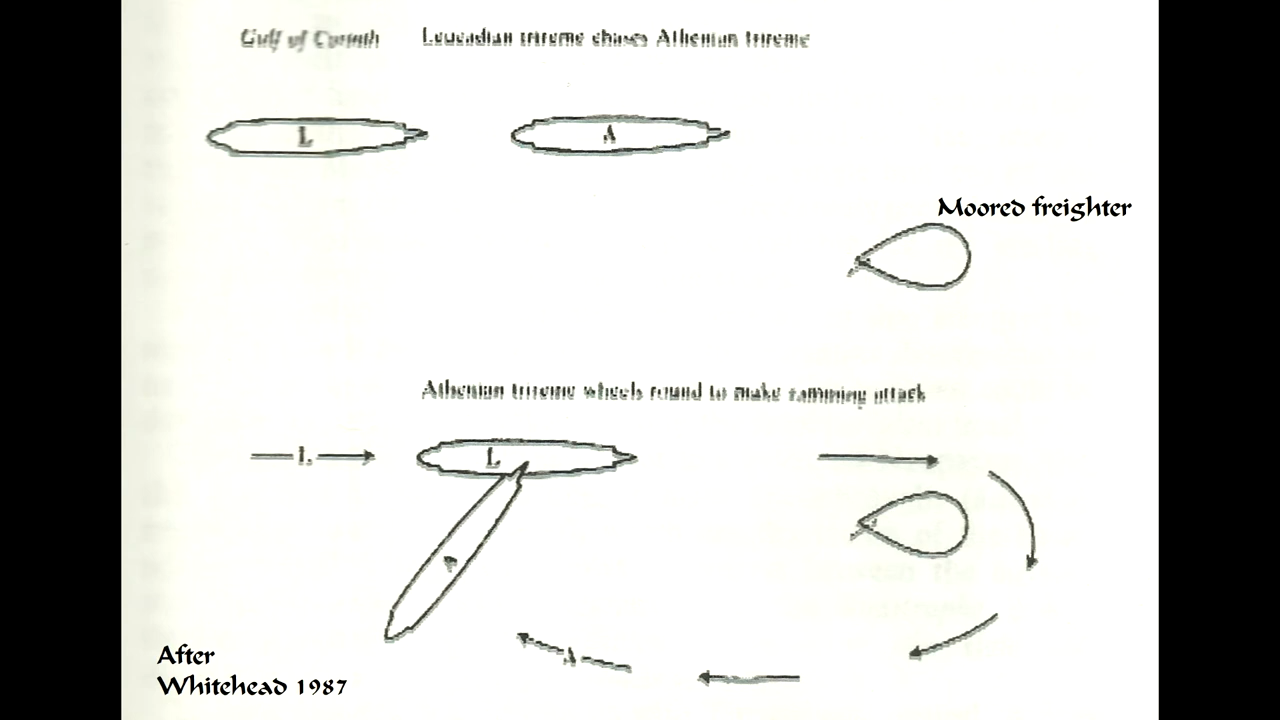 Gulf of Corinth
Leucadian trireme chases Athenian trireme
L
A
Moored freighter
Athenian trireme wheels round to make ramming attack
L
L
A
A
After
Whitehead 1987